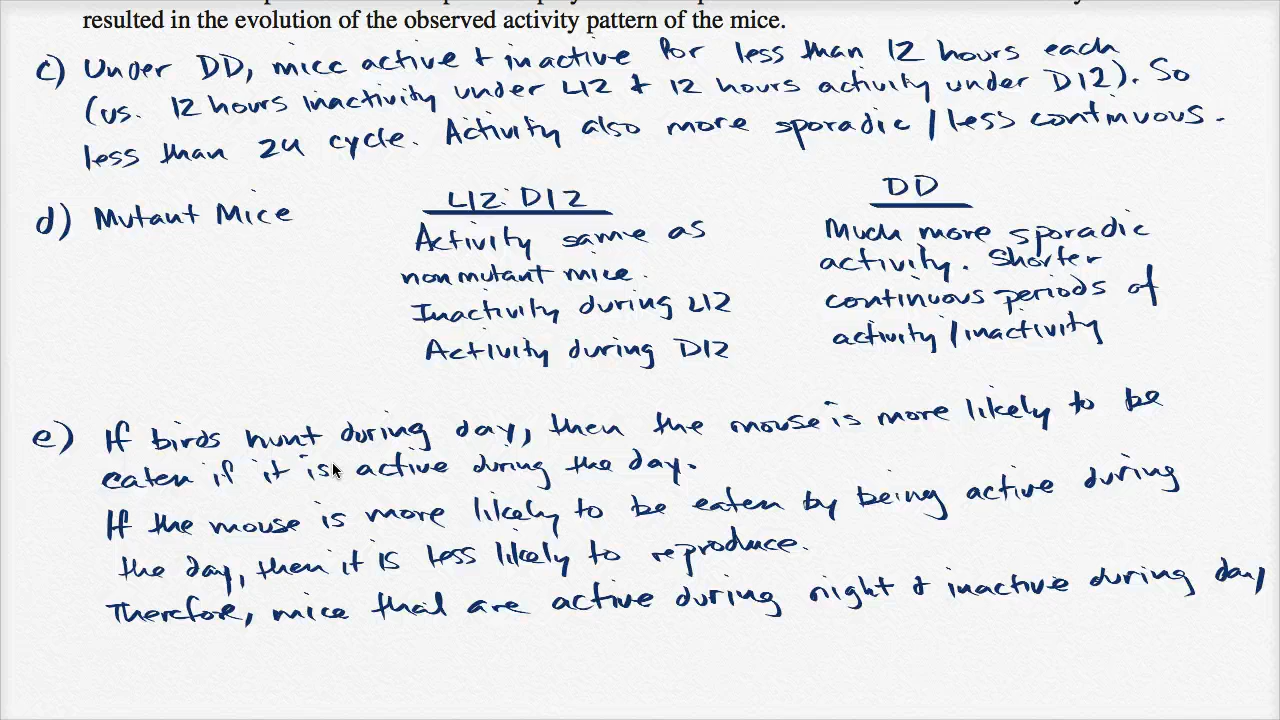 resulted in the evolution of the observed activity pattern of the mice.
c) Under DD, mice active + inactive for less than 12 hours each
(vs. 12 hours inactivity under L12 + 12 hours activity under D12). So
less than 24 cycle. Activity also more sporadic / less continuous.
d) Mutant Mice
L12:D12
Activity same as
nonmutant mice.
Inactivity during L12
Activity during D12
DD
Much more sporadic
activity. Shorter
continuous periods of
activity/inactivity
e) If birds hunt during day, then the mouse is more likely to be
eaten if it is active during the day.
If the mouse is more likely to be eaten by being active during
the day, then it is less likely to reproduce.
Therefore, mice that are active during night + inactive during day